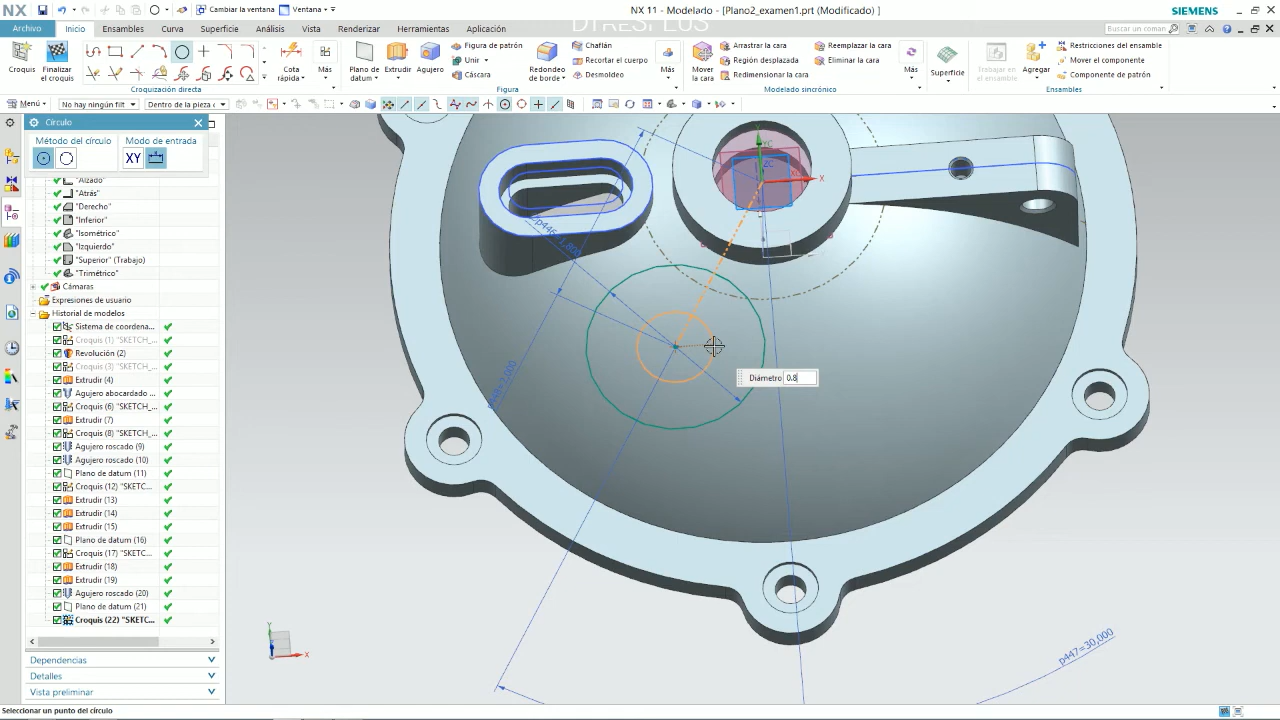 NX
Cambiar la ventana
Ventana
NX 11 - Modelado - [Plano2_examen1.prt (Modificado) ]
SIEMENS
DTRESPLUS
Archivo
Inicio
Ensambles
Curva
Superficie
Análisis
Vista
Renderizar
Herramientas
Aplicación
Buscar un coman
Croquis
Finalizar el croquis
Cotas rápida
Más
Croquización directa
Plano de datum
Extrudir
Agujero
Figura de patrón
Unir
Cáscara
Redondeo de borde
Chaflán
Recortar el cuerpo
Desmoldeo
Más
Figura
Mover la cara
Arrastrar la cara
Región desplazada
Redimensionar la cara
Reemplazar la cara
Eliminar la cara
Más
Modelado sincrónico
Superficie
Trabajar en el ensamble
Agregar
Restricciones del ensamble
Mover el componente
Componente de patrón
Ensambles
Menú
No hay ningún filt
Dentro de la pieza c
Círculo
Método del círculo
Modo de entrada
XY
"Alzado"
"Atrás"
"Derecho"
"Inferior"
"Isométrico"
"Izquierdo"
"Superior" (Trabajo)
"Trimétrico"
Cámaras
Expresiones de usuario
Historial de modelos
Sistema de coordena...
Croquis (1) "SKETCH_...
Revolución (2)
Croquis (3) "SKETCH_...
Extrudir (4)
Agujero abocardado ...
Croquis (6) "SKETCH_...
Extrudir (7)
Croquis (8) "SKETCH_...
Agujero roscado (9)
Agujero roscado (10)
Plano de datum (11)
Croquis (12) "SKETC...
Extrudir (13)
Extrudir (14)
Extrudir (15)
Plano de datum (16)
Croquis (17) "SKETC...
Extrudir (18)
Extrudir (19)
Agujero roscado (20)
Plano de datum (21)
Croquis (22) "SKETC...
Dependencias
Detalles
Vista preliminar
YC
ZC
X
Diámetro 0.8
p447=30,000
Y
X
Seleccionar un punto del círculo